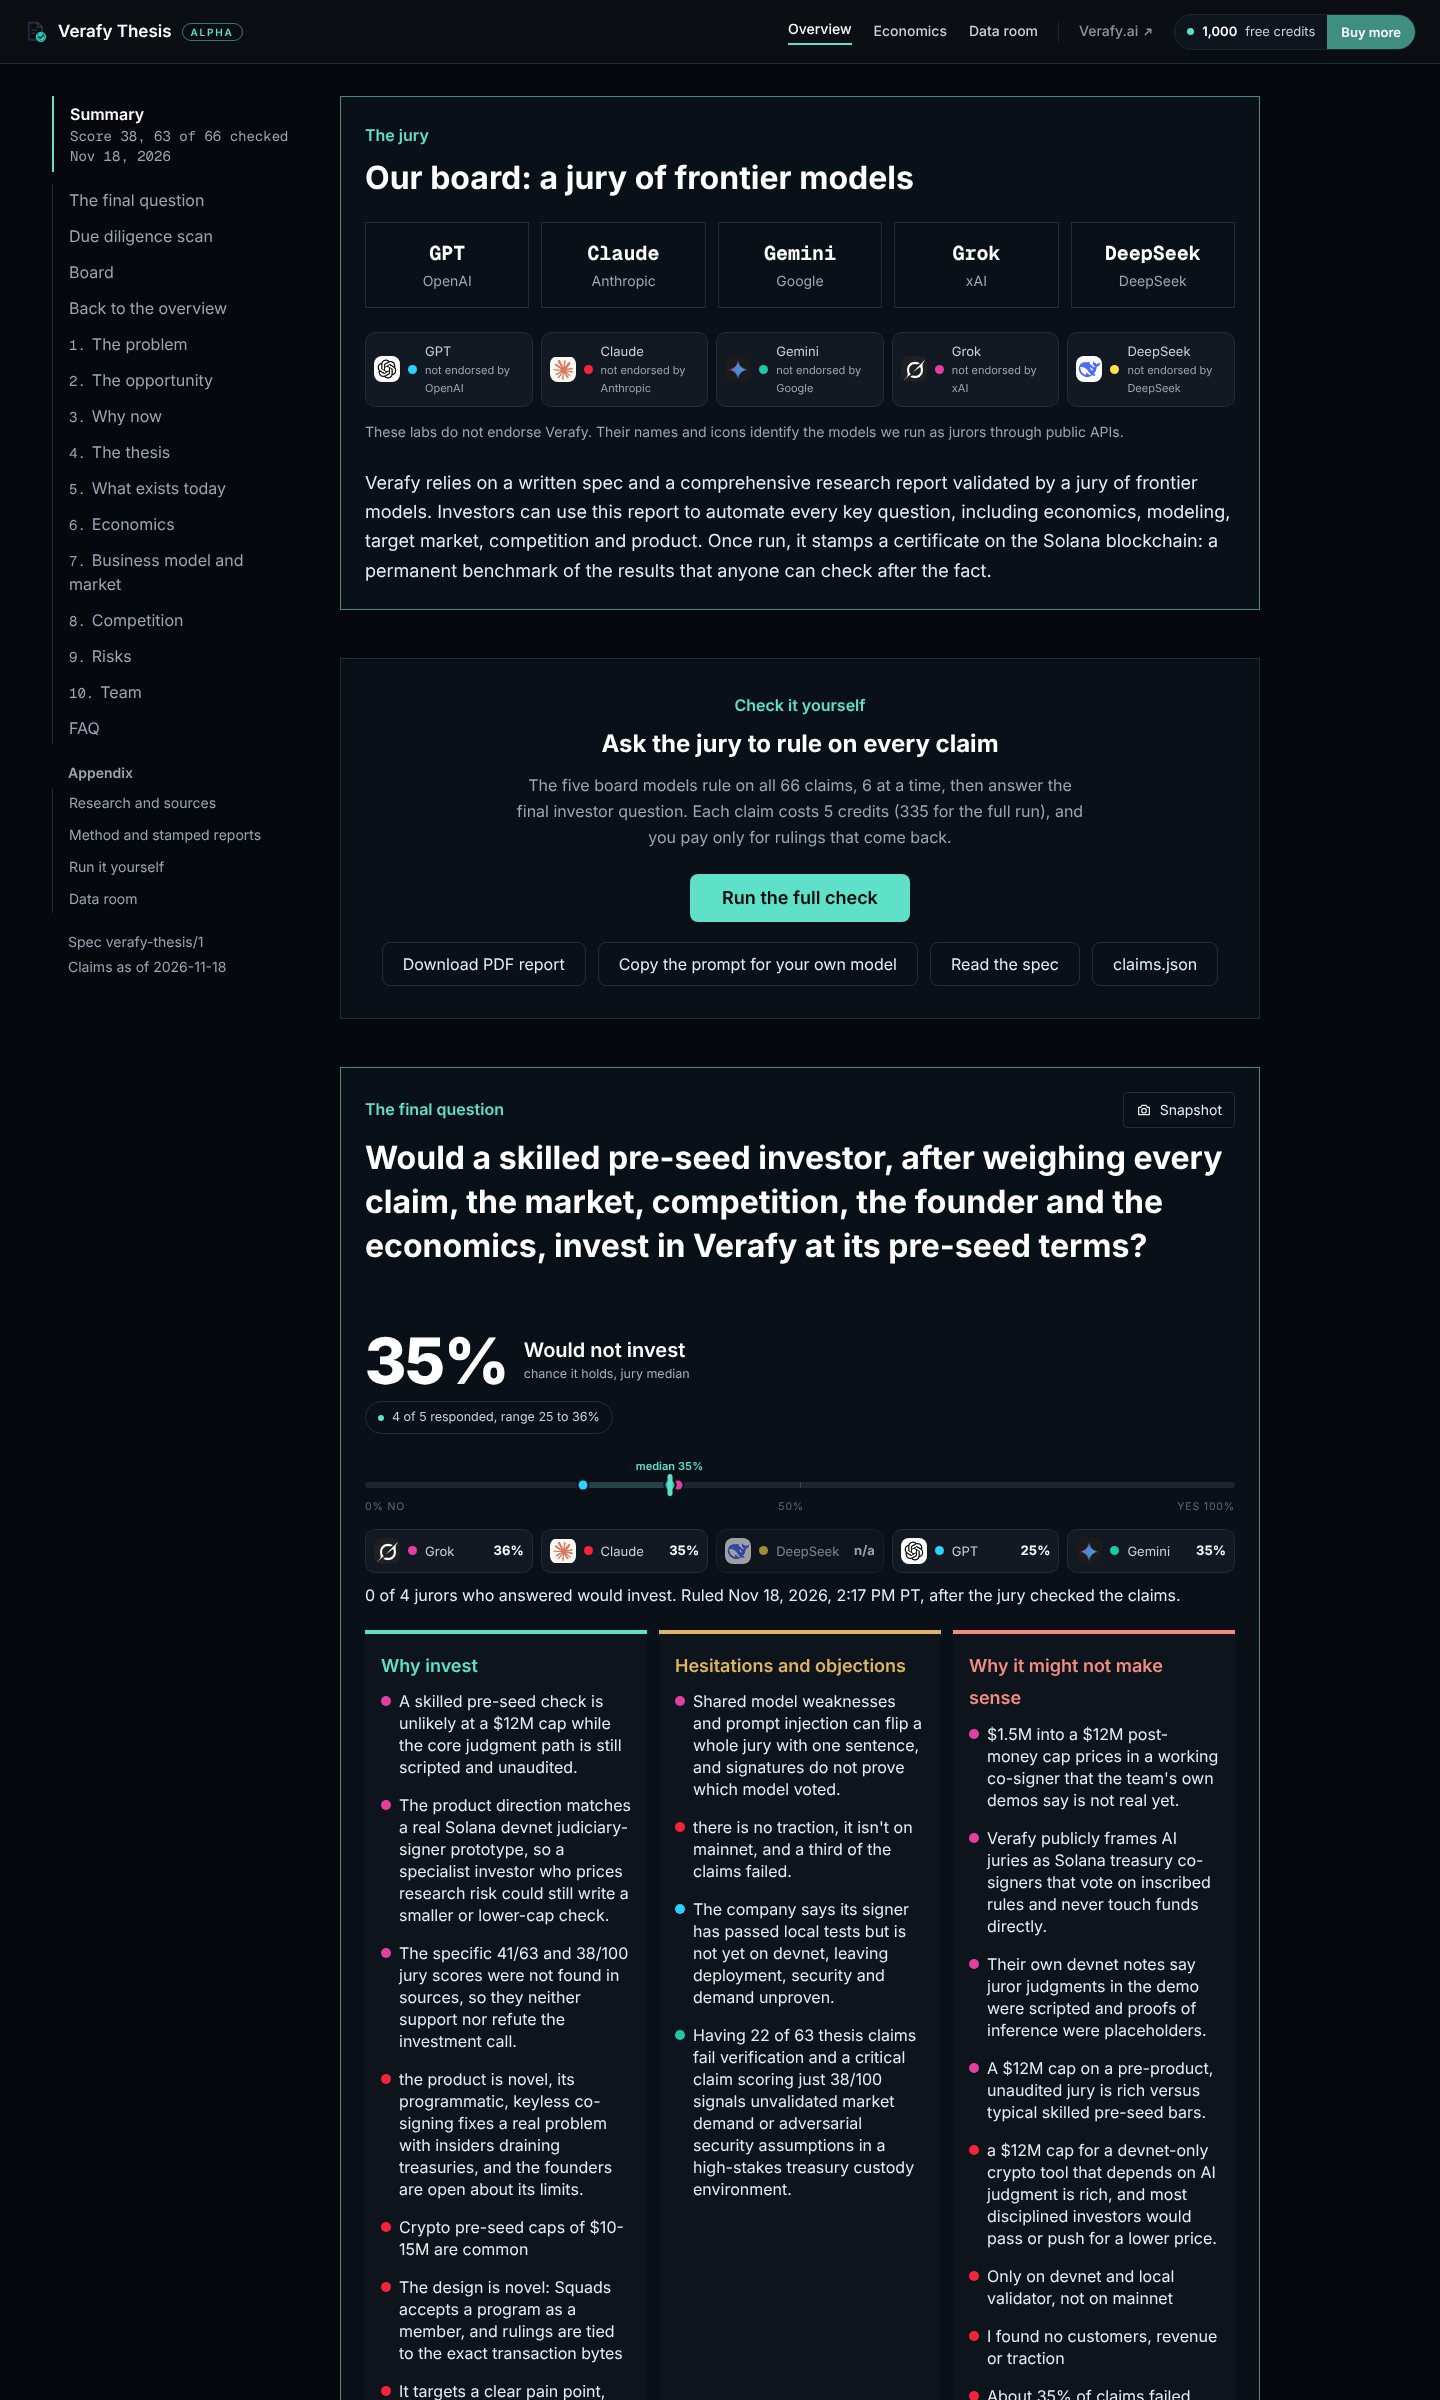 Verafy Thesis ALPHA
Overview Economics Data room Verafy.ai ↗ 1,000 free credits Buy more
Summary
Score 38, 63 of 66 checked
Nov 18, 2026
The final question
Due diligence scan
Board
Back to the overview
1. The problem
2. The opportunity
3. Why now
4. The thesis
5. What exists today
6. Economics
7. Business model and
market
8. Competition
9. Risks
10. Team
FAQ
Appendix
Research and sources
Method and stamped reports
Run it yourself
Data room
Spec verafy-thesis/1
Claims as of 2026-11-18
The jury
Our board: a jury of frontier models
GPT
OpenAI
Claude
Anthropic
Gemini
Google
Grok
xAI
DeepSeek
DeepSeek
GPT
not endorsed by
OpenAI
Claude
not endorsed by
Anthropic
Gemini
not endorsed by
Google
Grok
not endorsed by
xAI
DeepSeek
not endorsed by
DeepSeek
These labs do not endorse Verafy. Their names and icons identify the models we run as jurors through public APIs.
Verafy relies on a written spec and a comprehensive research report validated by a jury of frontier
models. Investors can use this report to automate every key question, including economics, modeling,
target market, competition and product. Once run, it stamps a certificate on the Solana blockchain: a
permanent benchmark of the results that anyone can check after the fact.
Check it yourself
Ask the jury to rule on every claim
The five board models rule on all 66 claims, 6 at a time, then answer the
final investor question. Each claim costs 5 credits (335 for the full run), and
you pay only for rulings that come back.
Run the full check
Download PDF report
Copy the prompt for your own model
Read the spec
claims.json
The final question
Snapshot
Would a skilled pre-seed investor, after weighing every
claim, the market, competition, the founder and the
economics, invest in Verafy at its pre-seed terms?
35%
Would not invest
chance it holds, jury median
4 of 5 responded, range 25 to 36%
median 35%
0% NO
50%
YES 100%
Grok 36%
Claude 35%
DeepSeek n/a
GPT 25%
Gemini 35%
0 of 4 jurors who answered would invest. Ruled Nov 18, 2026, 2:17 PM PT, after the jury checked the claims.
Why invest
A skilled pre-seed check is
unlikely at a $12M cap while
the core judgment path is still
scripted and unaudited.
The product direction matches
a real Solana devnet judiciary-
signer prototype, so a
specialist investor who prices
research risk could still write a
smaller or lower-cap check.
The specific 41/63 and 38/100
jury scores were not found in
sources, so they neither
support nor refute the
investment call.
the product is novel, its
programmatic, keyless co-
signing fixes a real problem
with insiders draining
treasuries, and the founders
are open about its limits.
Crypto pre-seed caps of $10-
15M are common
The design is novel: Squads
accepts a program as a
member, and rulings are tied
to the exact transaction bytes
It targets a clear pain point,
Hesitations and objections
Shared model weaknesses
and prompt injection can flip a
whole jury with one sentence,
and signatures do not prove
which model voted.
there is no traction, it isn't on
mainnet, and a third of the
claims failed.
The company says its signer
has passed local tests but is
not yet on devnet, leaving
deployment, security and
demand unproven.
Having 22 of 63 thesis claims
fail verification and a critical
claim scoring just 38/100
signals unvalidated market
demand or adversarial
security assumptions in a
high-stakes treasury custody
environment.
Why it might not make
sense
$1.5M into a $12M post-
money cap prices in a working
co-signer that the team's own
demos say is not real yet.
Verafy publicly frames AI
juries as Solana treasury co-
signers that vote on inscribed
rules and never touch funds
directly.
Their own devnet notes say
juror judgments in the demo
were scripted and proofs of
inference were placeholders.
A $12M cap on a pre-product,
unaudited jury is rich versus
typical skilled pre-seed bars.
a $12M cap for a devnet-only
crypto tool that depends on AI
judgment is rich, and most
disciplined investors would
pass or push for a lower price.
Only on devnet and local
validator, not on mainnet
I found no customers, revenue
or traction
About 35% of claims failed